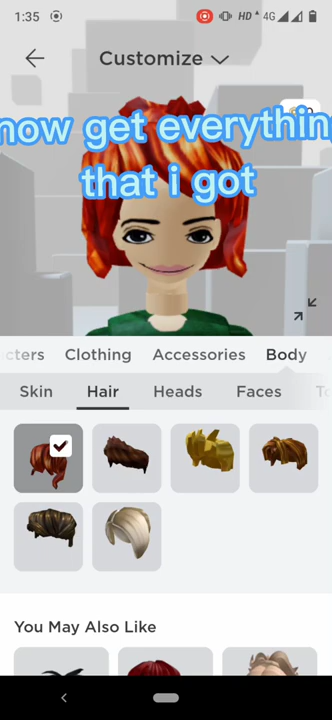 1:35
HD
4G
Customize
now get everythin
that i got
cters Clothing Accessories Body
Skin Hair Heads Faces To
You May Also Like